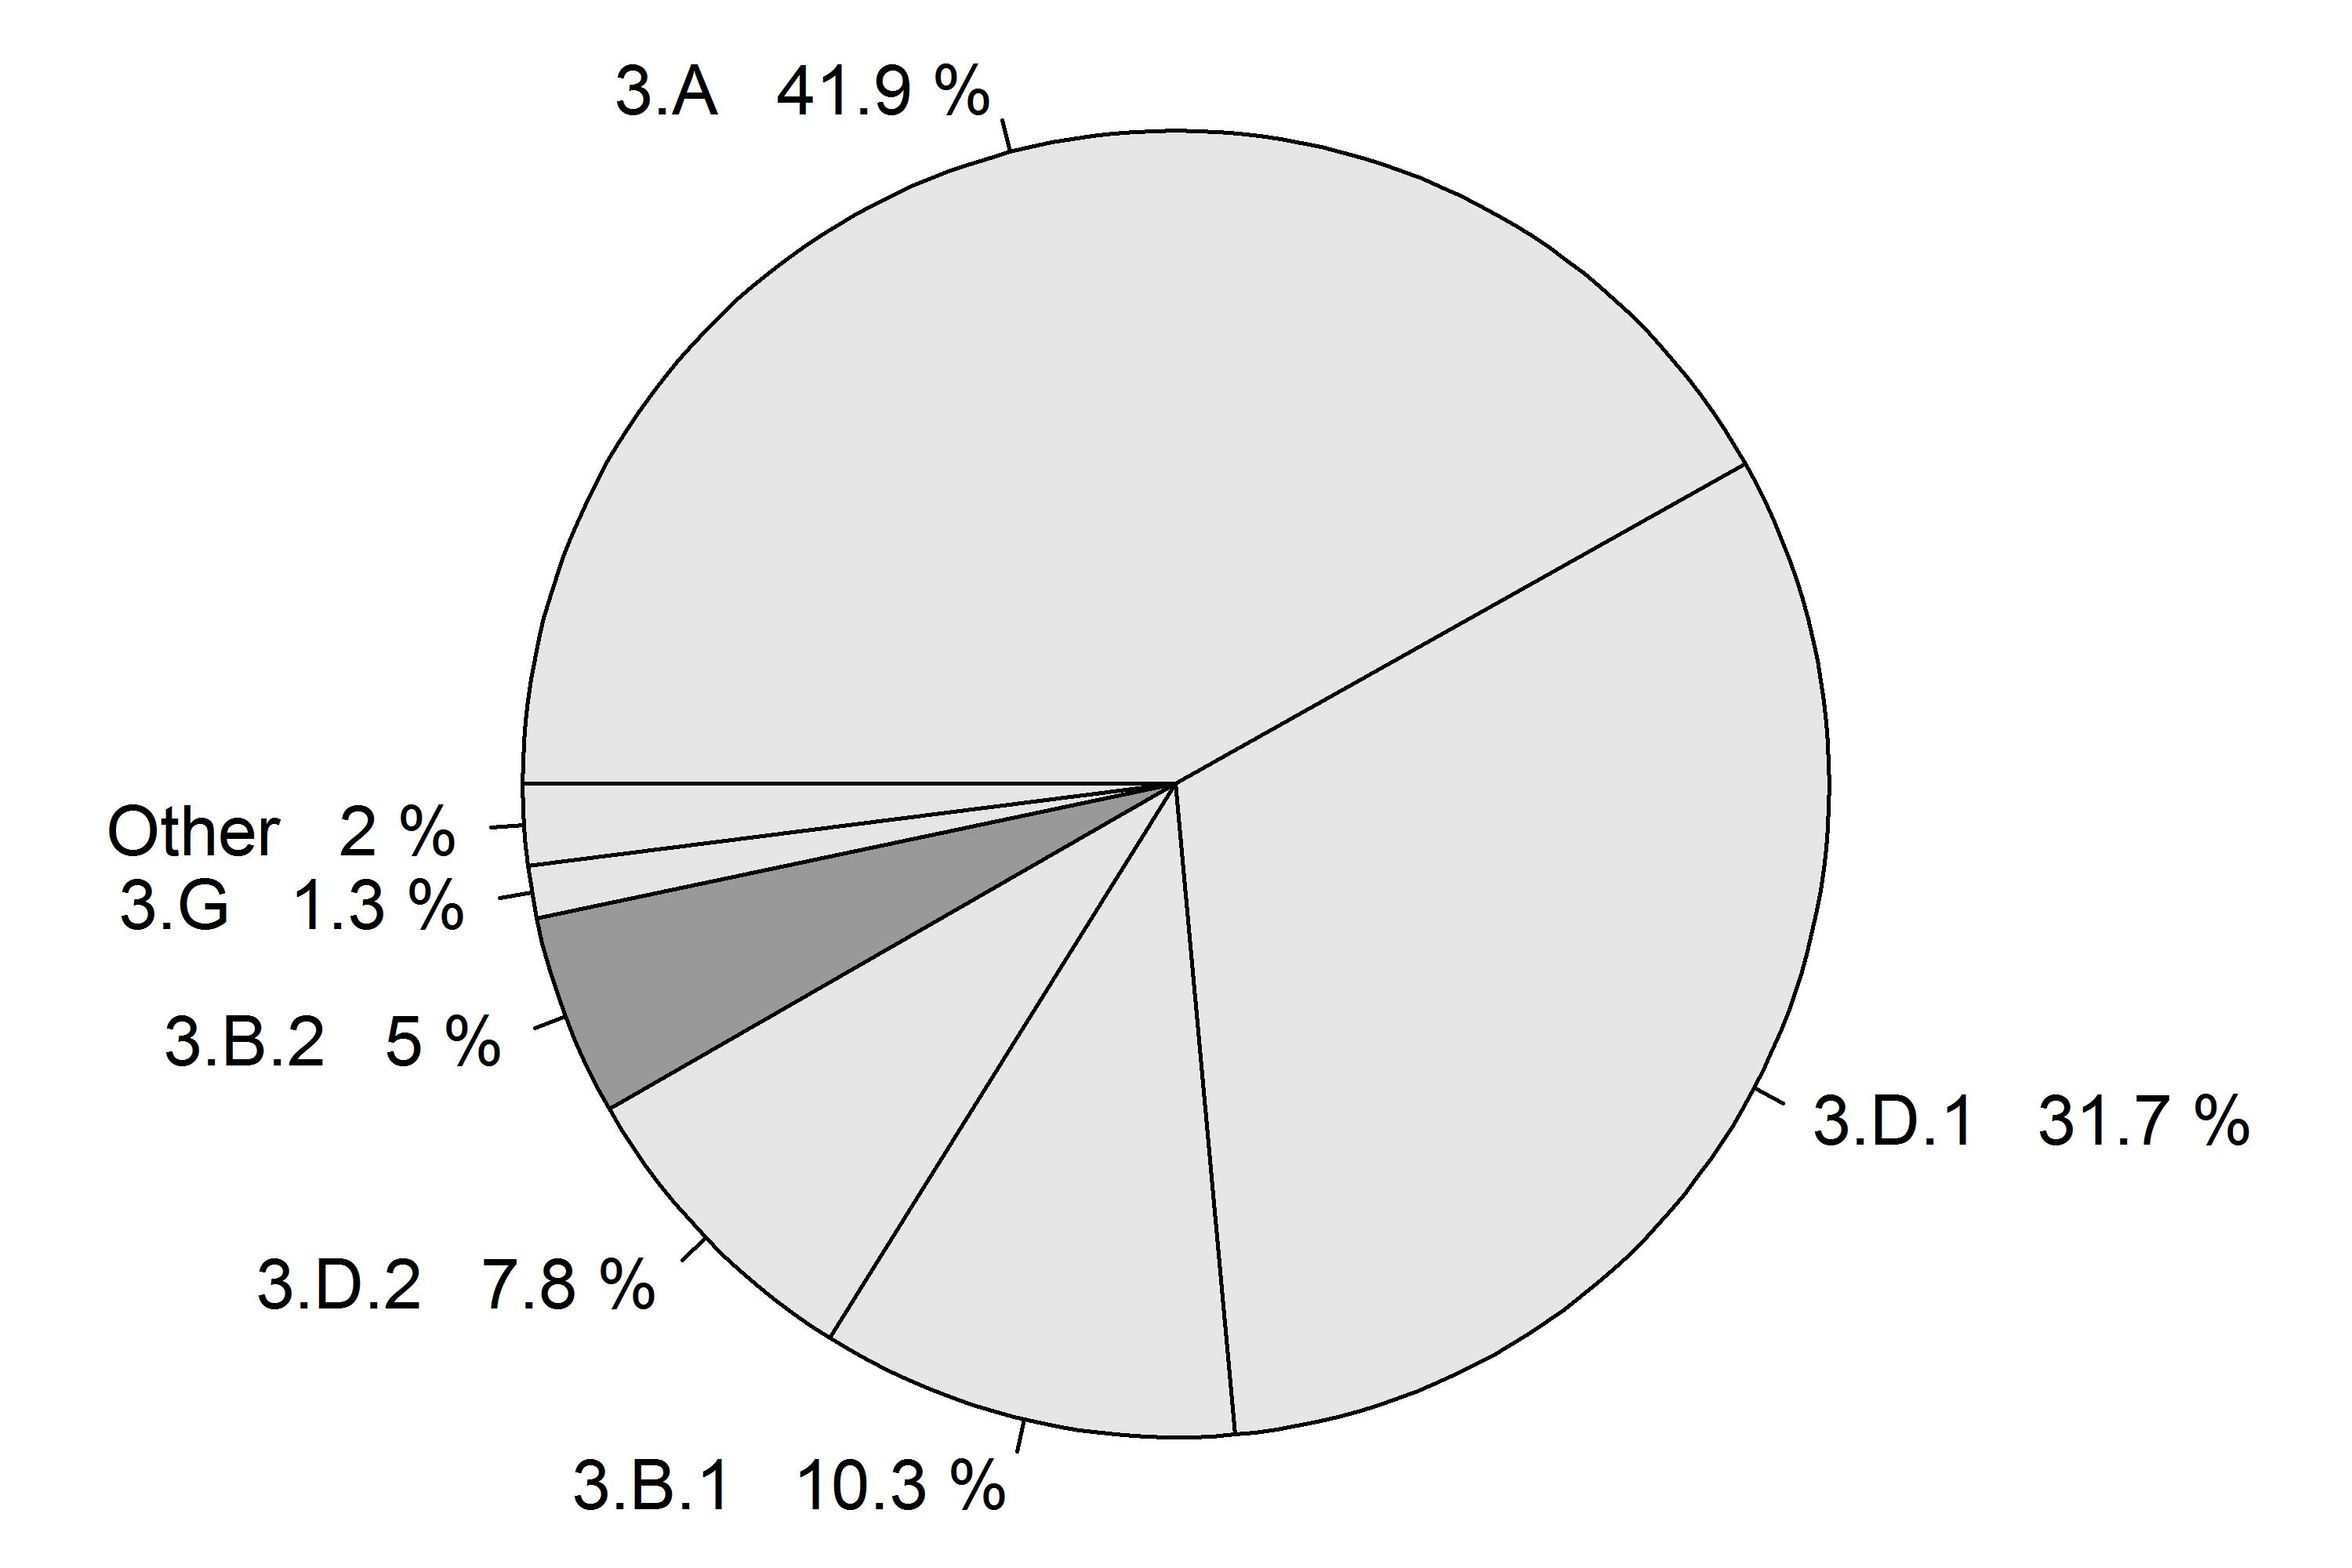 3.A 41.9 %
Other 2 %
3.G 1.3 %
3.B.2 5 %
3.D.1 31.7 %
3.D.2 7.8 %
3.B.1 10.3 %